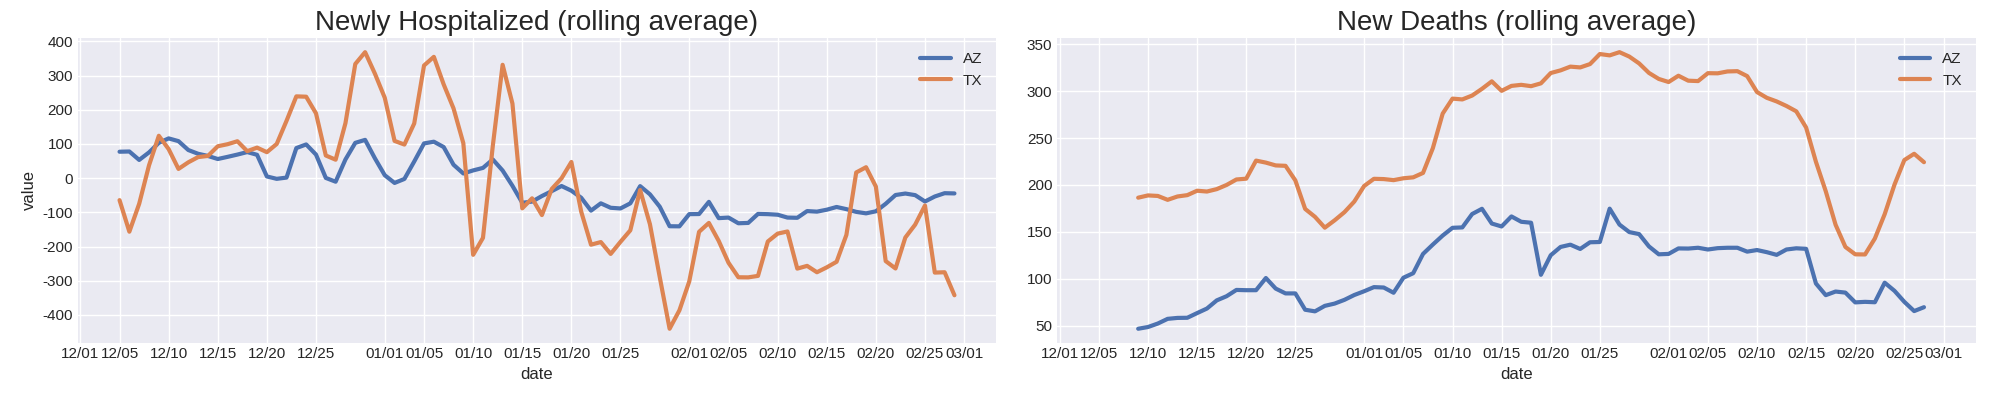 Newly Hospitalized (rolling average)
400
300
200
100
0
-100
-200
-300
-400
value
AZ
TX
12/01 12/05 12/10 12/15 12/20 12/25 01/01 01/05 01/10 01/15 01/20 01/25 02/01 02/05 02/10 02/15 02/20 02/25 03/01
date
New Deaths (rolling average)
350
300
250
200
150
100
50
AZ
TX
12/01 12/05 12/10 12/15 12/20 12/25 01/01 01/05 01/10 01/15 01/20 01/25 02/01 02/05 02/10 02/15 02/20 02/25 03/01
date